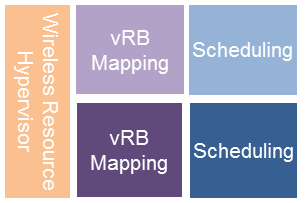 Wireless Resource
Hypervisor
vRB
Mapping
Scheduling
vRB
Mapping
Scheduling